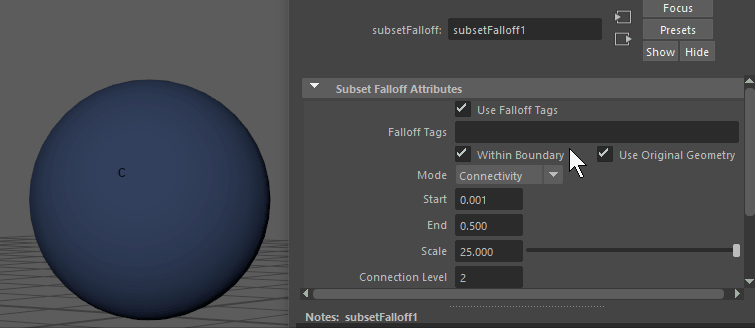 Focus
subsetFalloff: subsetFalloff1
Presets
Show Hide
Subset Falloff Attributes
Use Falloff Tags
Falloff Tags
Within Boundary Use Original Geometry
Mode Connectivity
C
Start 0.001
End 0.500
Scale 25.000
Connection Level 2
Notes: subsetFalloff1